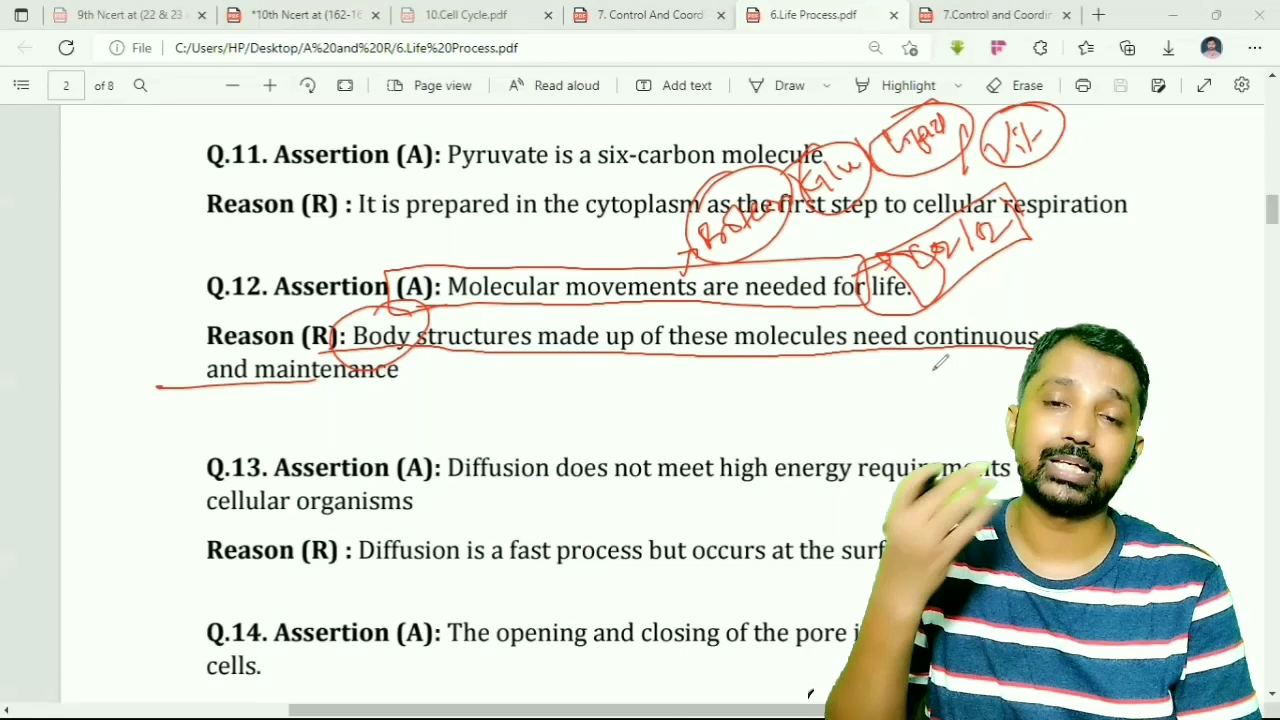 9th Ncert at (22 & 23
*10th Ncert at (162-16
10.Cell Cycle.pdf
7. Control And Coordi
6.Life Process.pdf
7.Control and Coordin
File C:/Users/HP/Desktop/A%20and%20R/6.Life%20Process.pdf
2 of 8 Page view Read aloud Add text Draw Highlight Erase
Q.11. Assertion (A): Pyruvate is a six-carbon molecule
Reason (R) : It is prepared in the cytoplasm as the first step to cellular respiration
Q.12. Assertion (A): Molecular movements are needed for life.
Reason (R): Body structures made up of these molecules need continuous
and maintenance
Q.13. Assertion (A): Diffusion does not meet high energy requirements
cellular organisms
Reason (R) : Diffusion is a fast process but occurs at the
Q.14. Assertion (A): The opening and closing of the pore
cells.